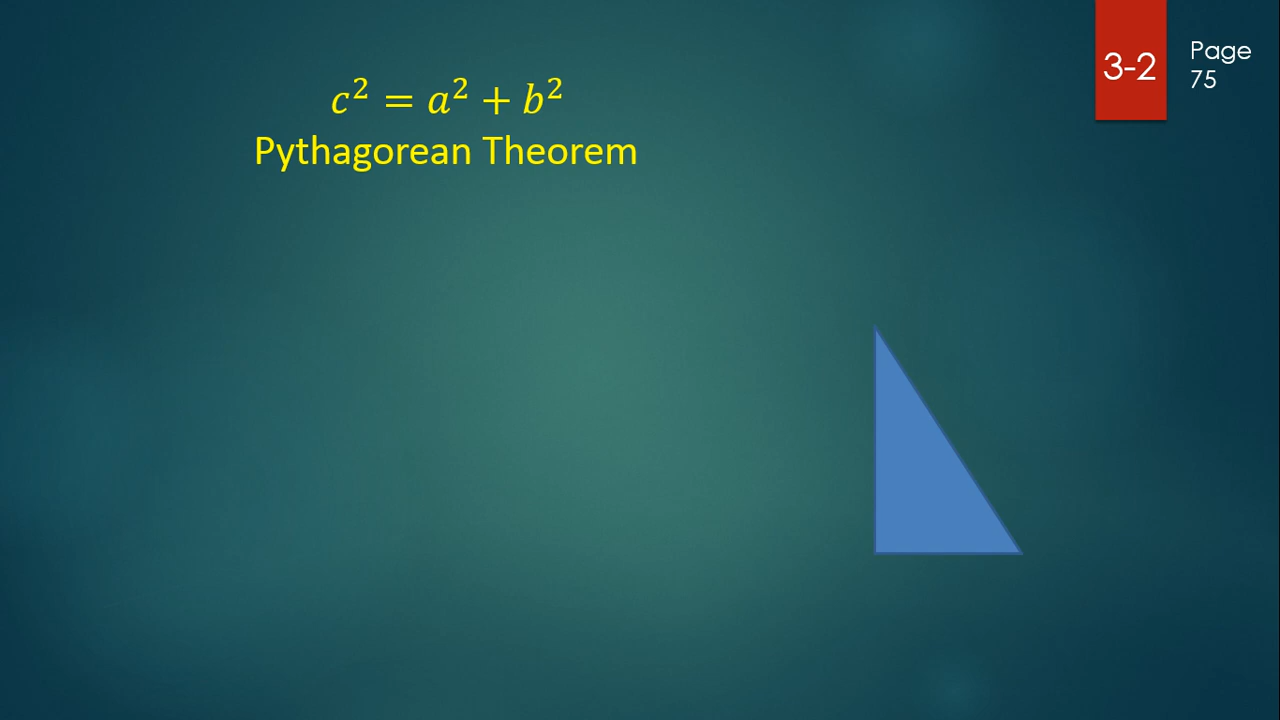 c² = a² + b²
Pythagorean Theorem
3-2
Page
75